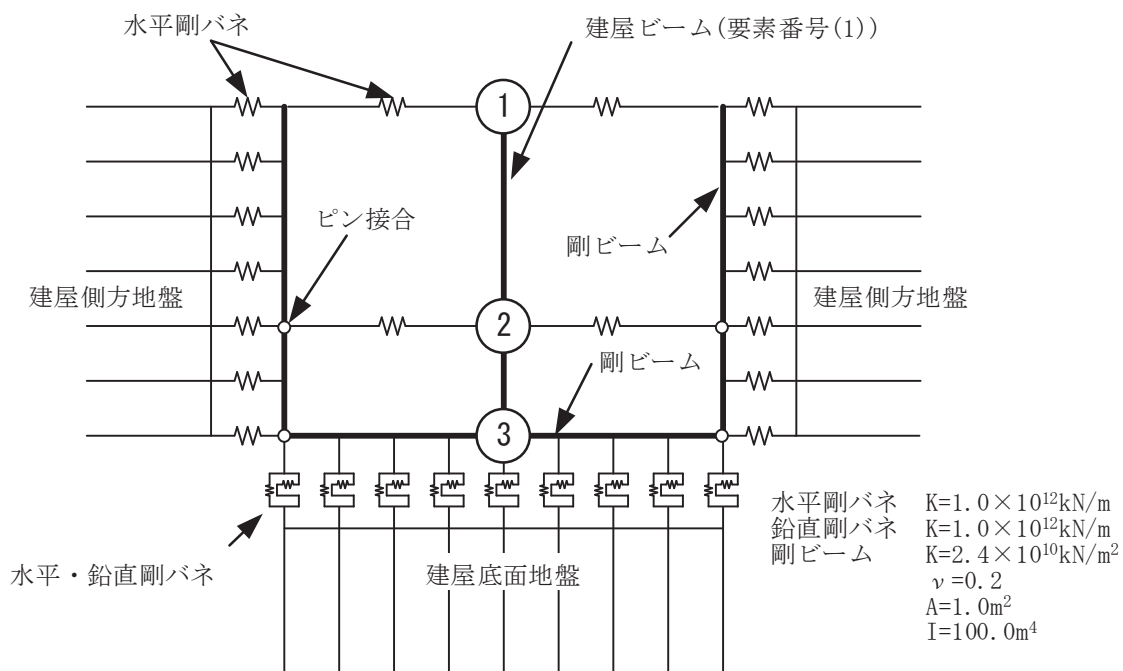 水平剛バネ
建屋ビーム(要素番号(1))
1
ピン接合
剛ビーム
建屋側方地盤
建屋側方地盤
2
剛ビーム
3
水平剛バネ K=1.0×10¹²kN/m
鉛直剛バネ K=1.0×10¹²kN/m
剛ビーム K=2.4×10¹⁰kN/m²
ν=0.2
A=1.0m²
I=100.0m⁴
水平・鉛直剛バネ
建屋底面地盤